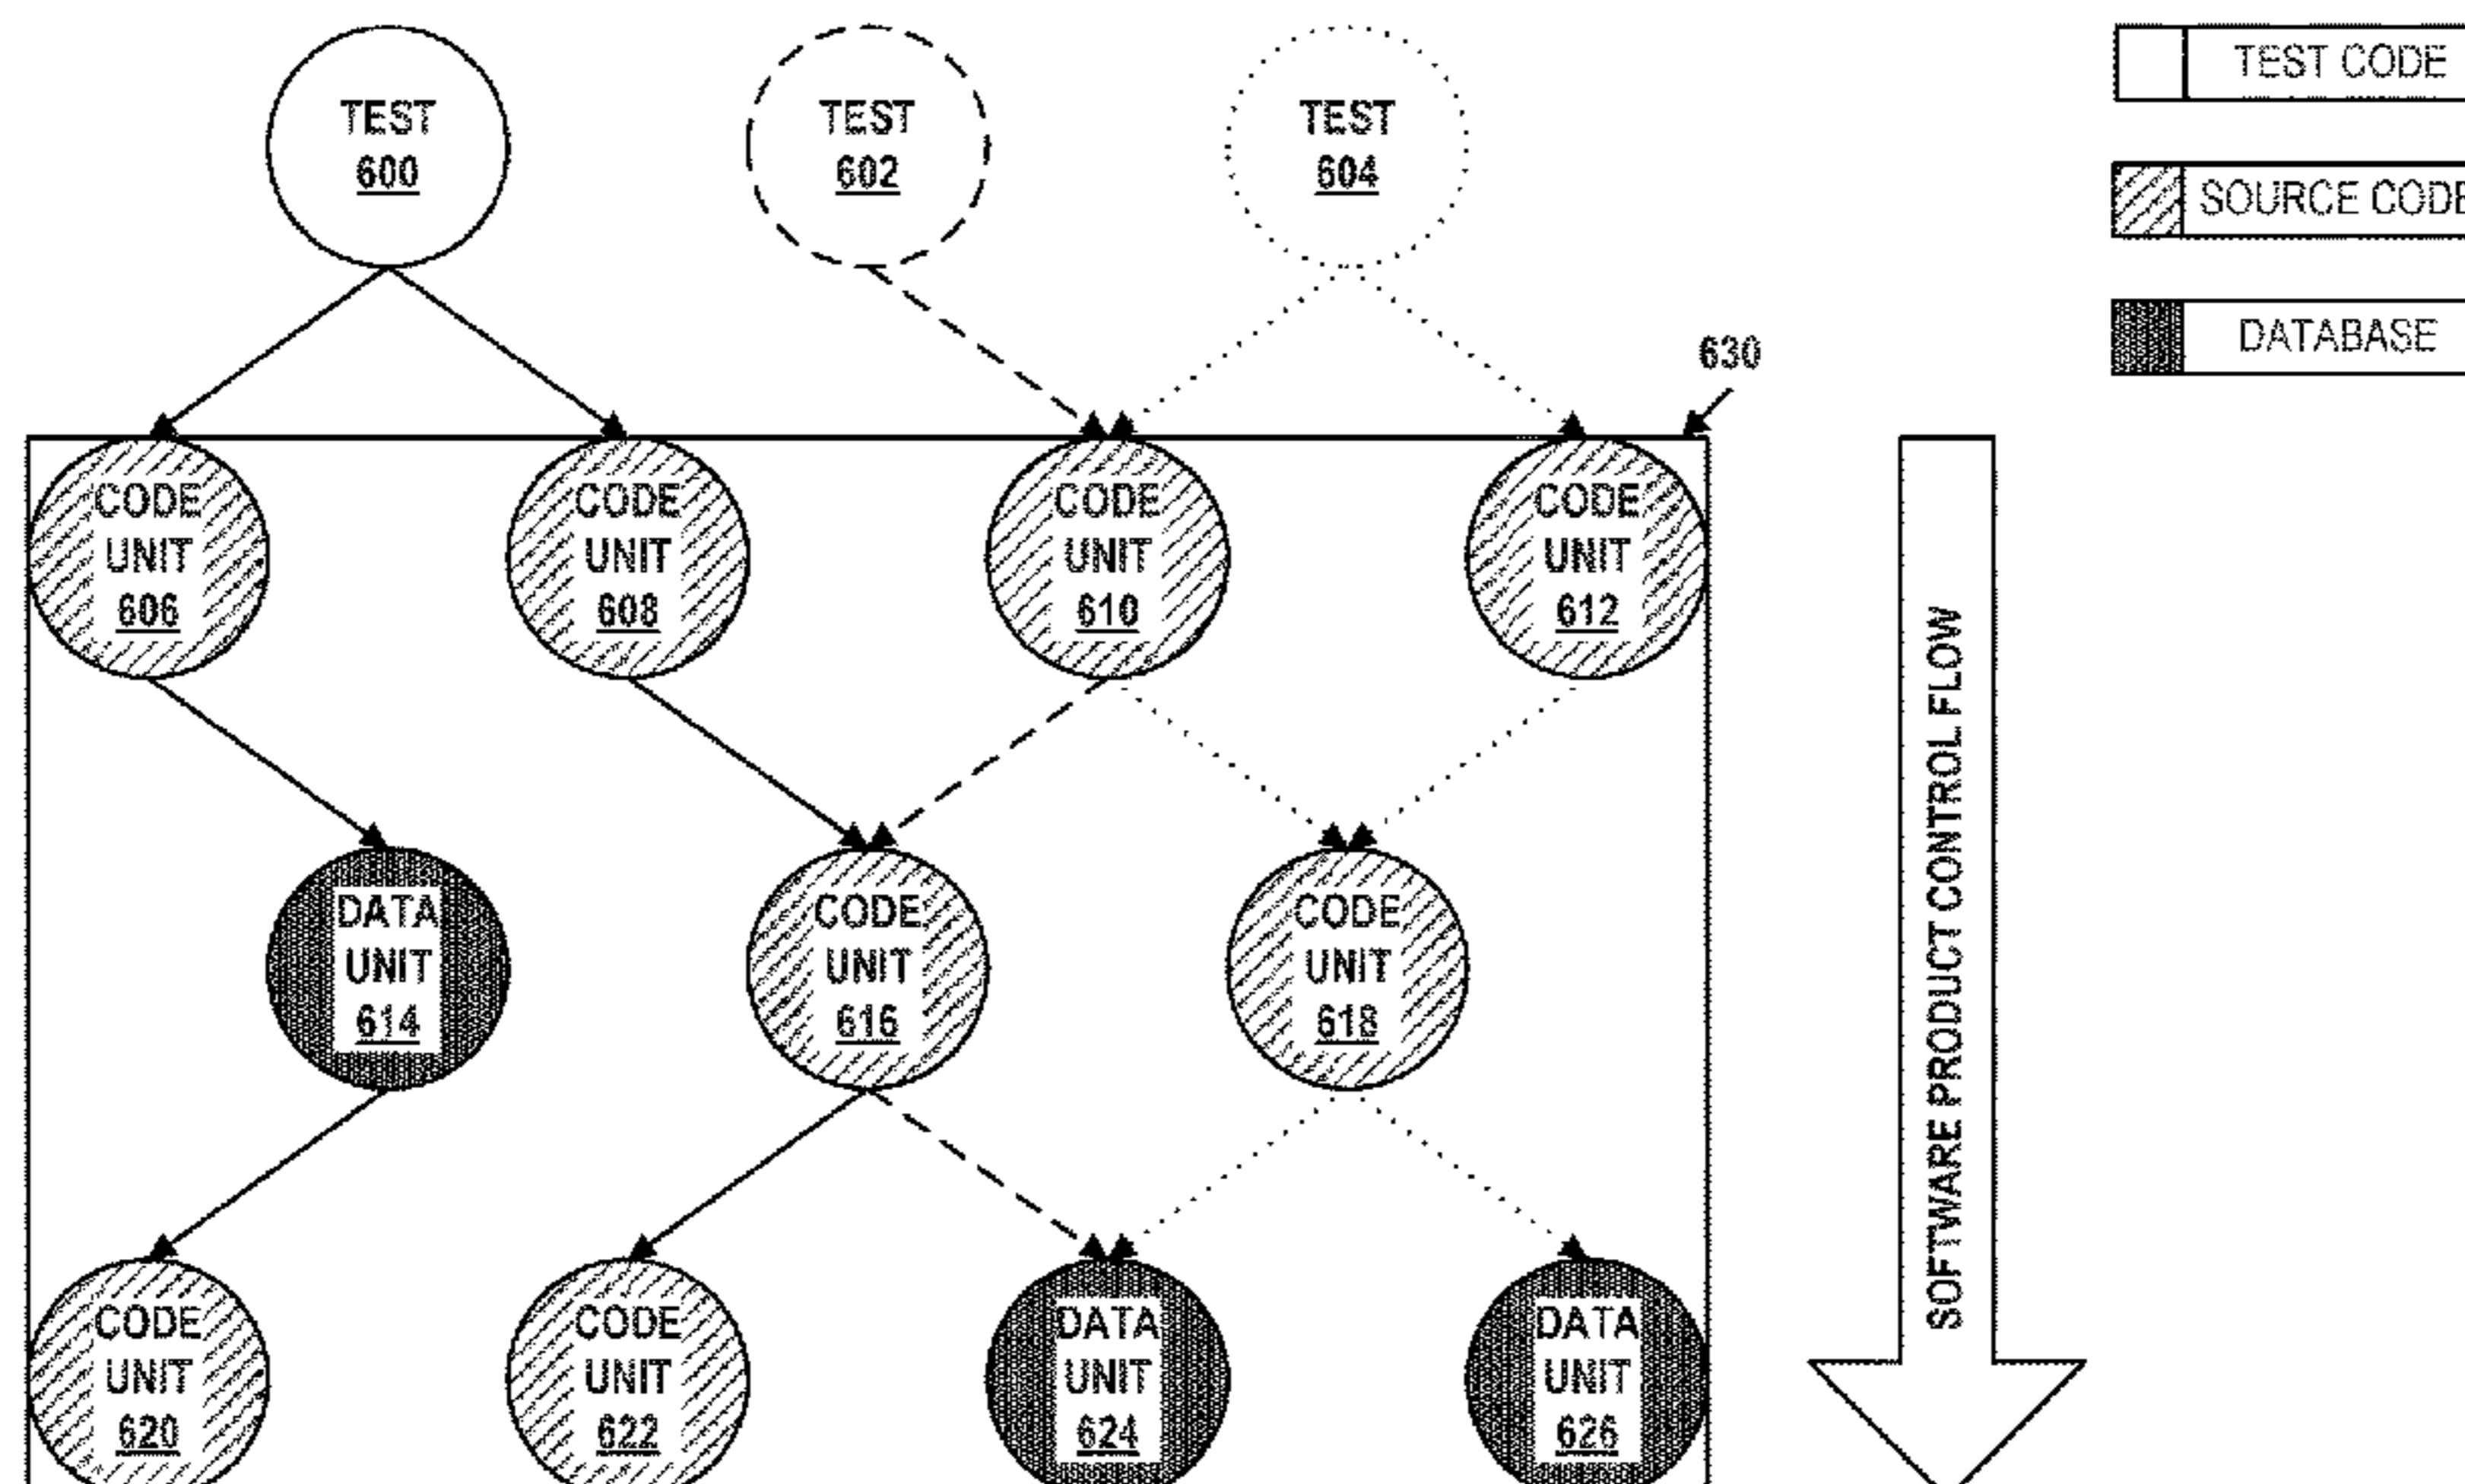 TEST
600
TEST
602
TEST
604
TEST CODE
SOURCE CODE
DATABASE
630
CODE
UNIT
606
CODE
UNIT
608
CODE
UNIT
610
CODE
UNIT
612
DATA
UNIT
614
CODE
UNIT
616
CODE
UNIT
618
CODE
UNIT
620
CODE
UNIT
622
DATA
UNIT
624
DATA
UNIT
626
SOFTWARE PRODUCT CONTROL FLOW